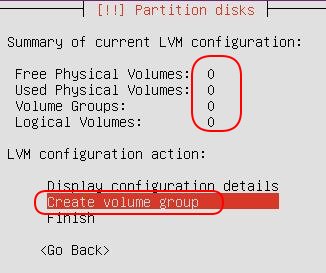 [!!] Partition disks
Summary of current LVM configuration:
Free Physical Volumes: 0
Used Physical Volumes: 0
Volume Groups: 0
Logical Volumes: 0
LVM configuration action:
Display configuration details
Create volume group
Finish
<Go Back>